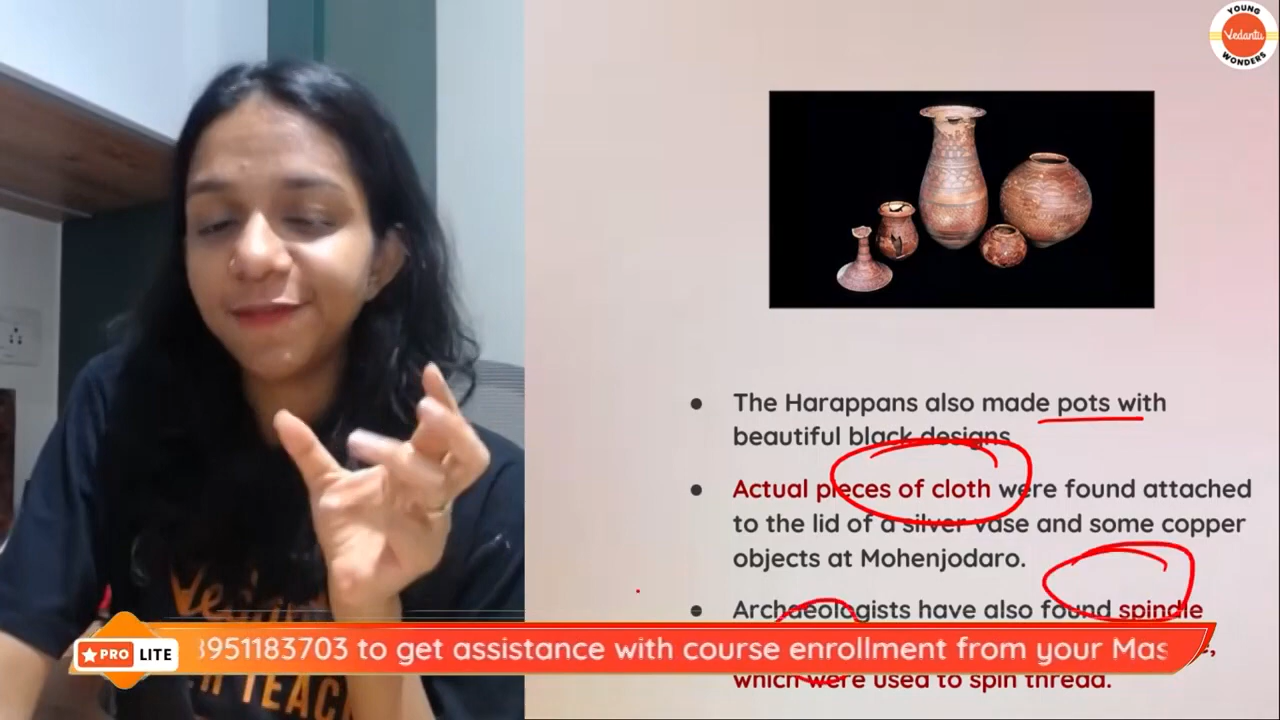 YOUNG
Vedantu
WONDERS
The Harappans also made pots with
beautiful black designs
Actual pieces of cloth were found attached
to the lid of a silver vase and some copper
objects at Mohenjodaro.
Archaeologists have also found spindle
which were used to spin thread.
PRO LITE
8951183703 to get assistance with course enrollment from your Mas